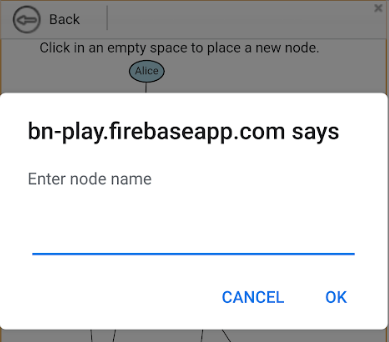 Back
Click in an empty space to place a new node.
Alice
bn-play.firebaseapp.com says
Enter node name
CANCEL OK